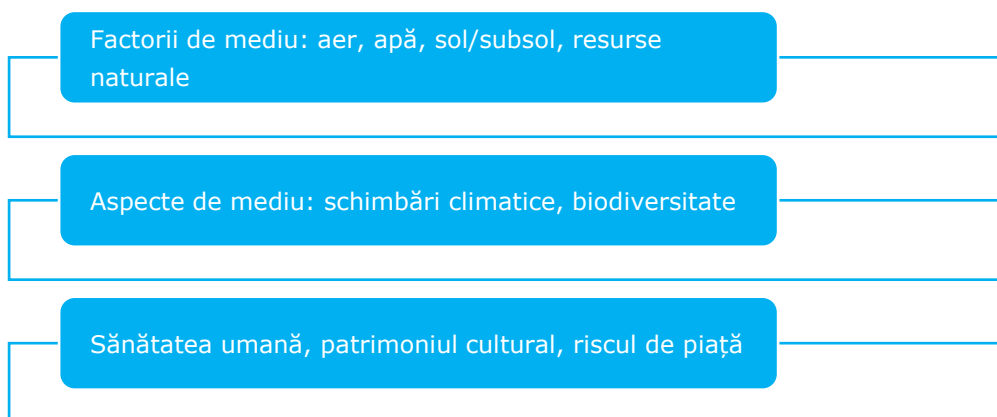 Factorii de mediu: aer, apă, sol/subsol, resurse
naturale
Aspecte de mediu: schimbări climatice, biodiversitate
Sănătatea umană, patrimoniul cultural, riscul de piață